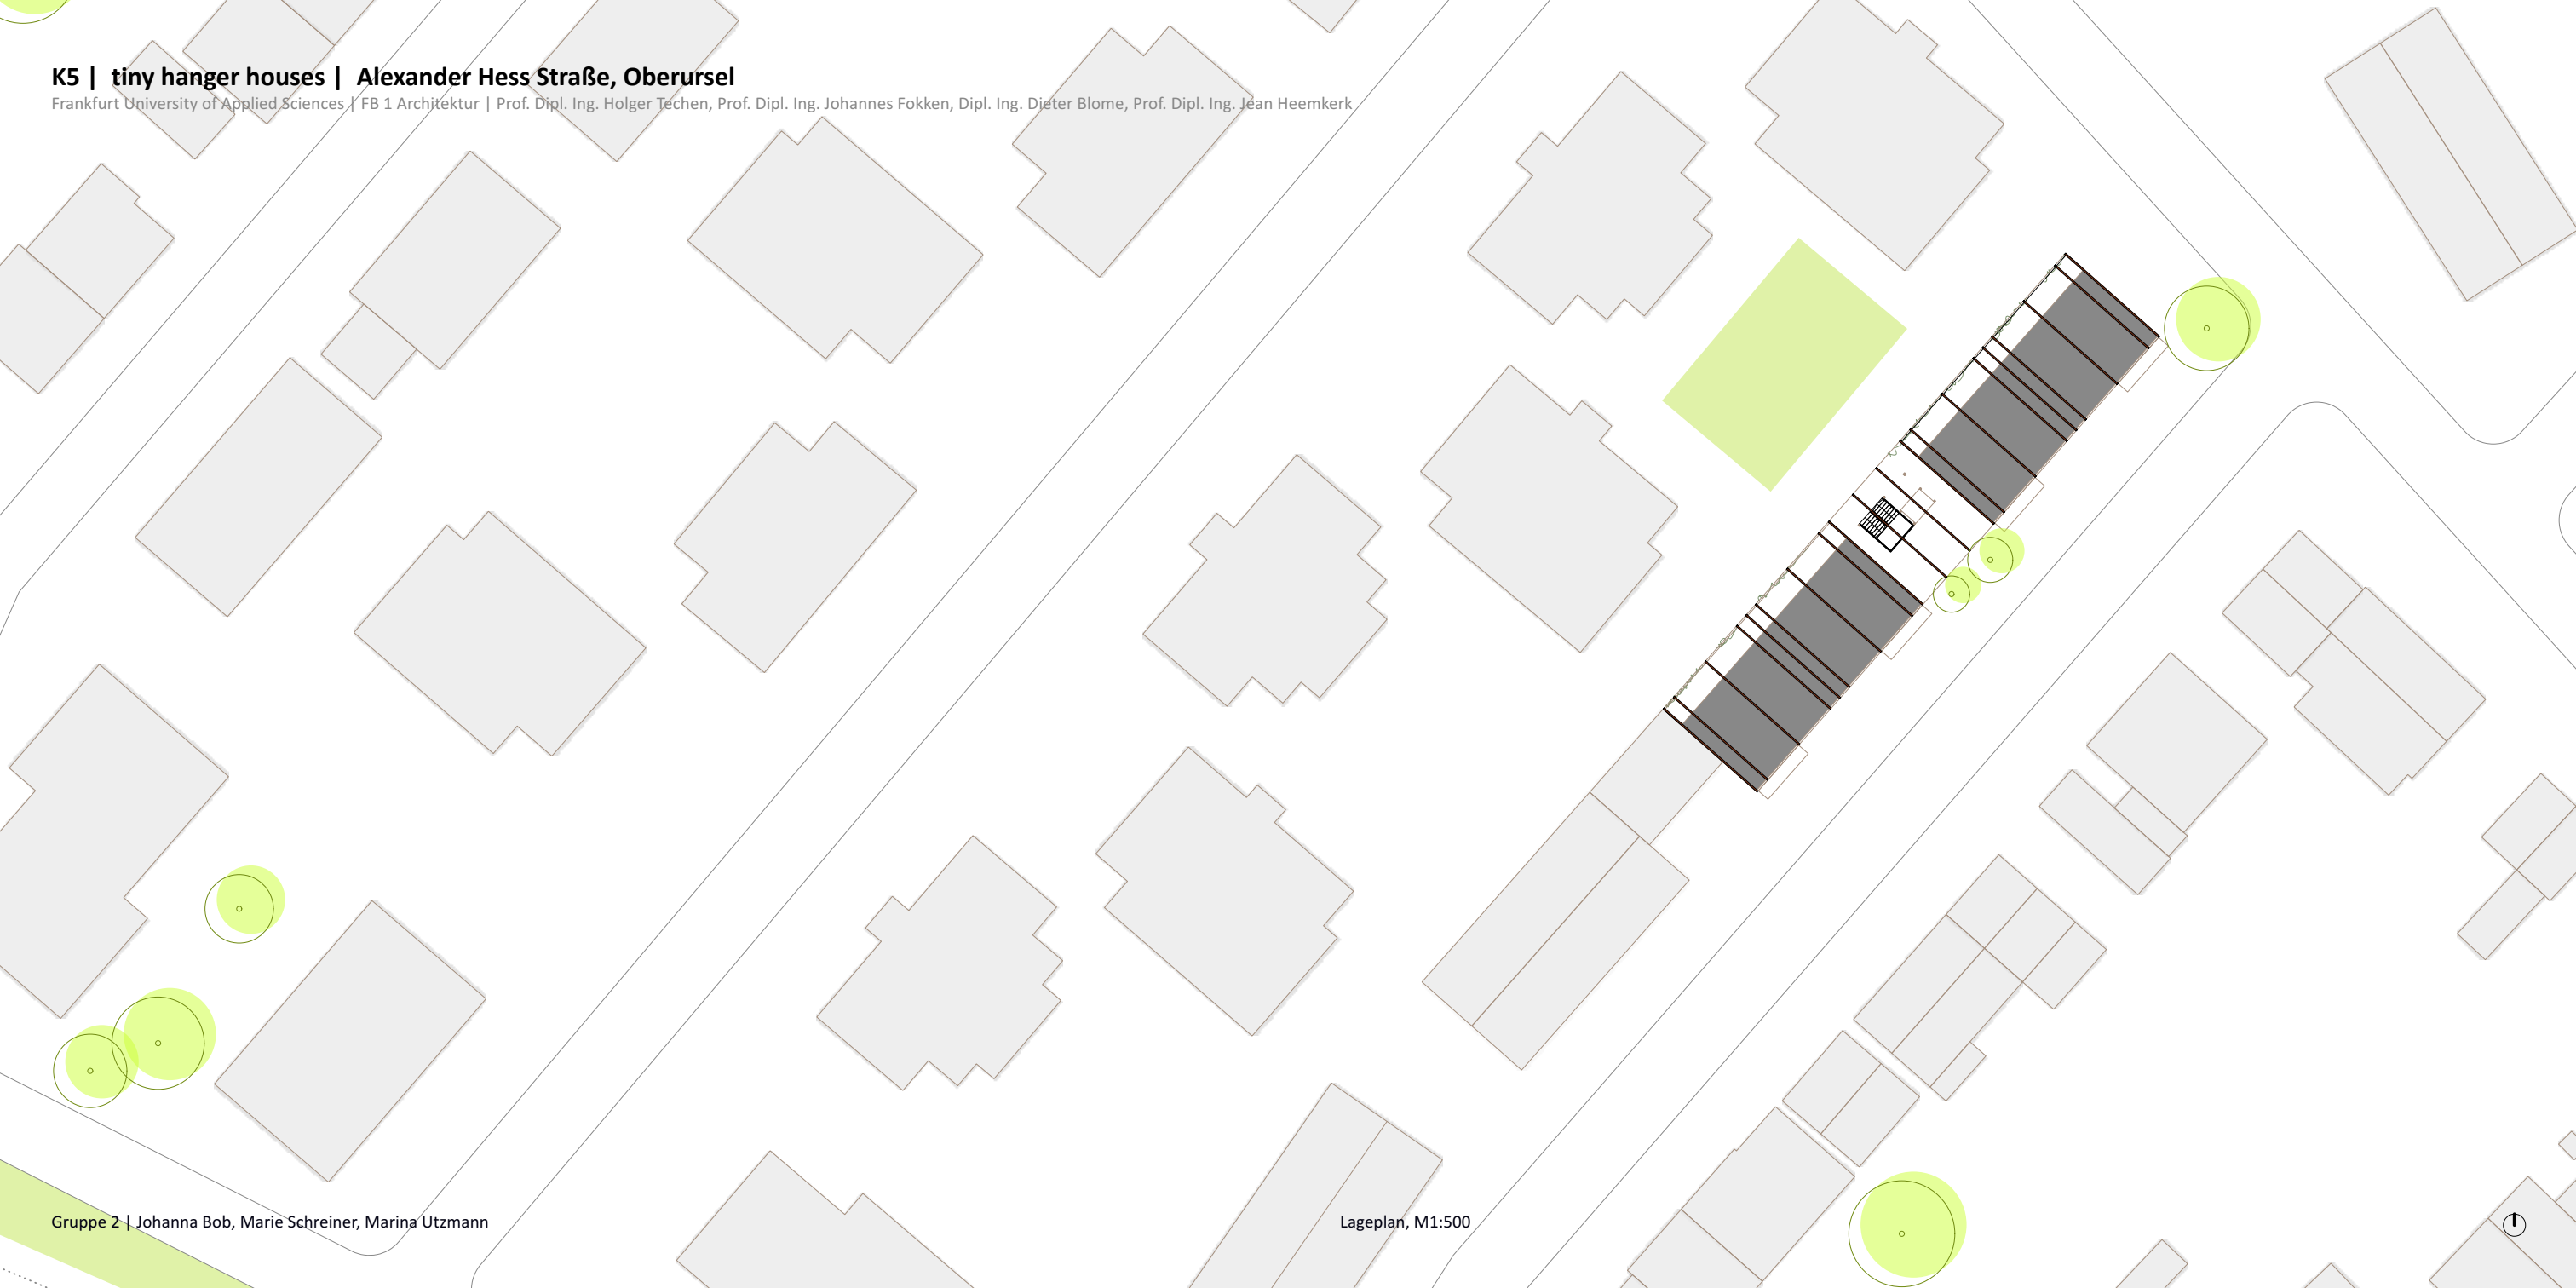 K5 | tiny hanger houses | Alexander Hess Straße, Oberursel
Frankfurt University of Applied Sciences | FB 1 Architektur | Prof. Dipl. Ing. Holger Techen, Prof. Dipl. Ing. Johannes Fokken, Dipl. Ing. Dieter Blome, Prof. Dipl. Ing. Jean Heemkerk
Gruppe 2 | Johanna Bob, Marie Schreiner, Marina Utzmann
Lageplan, M1:500